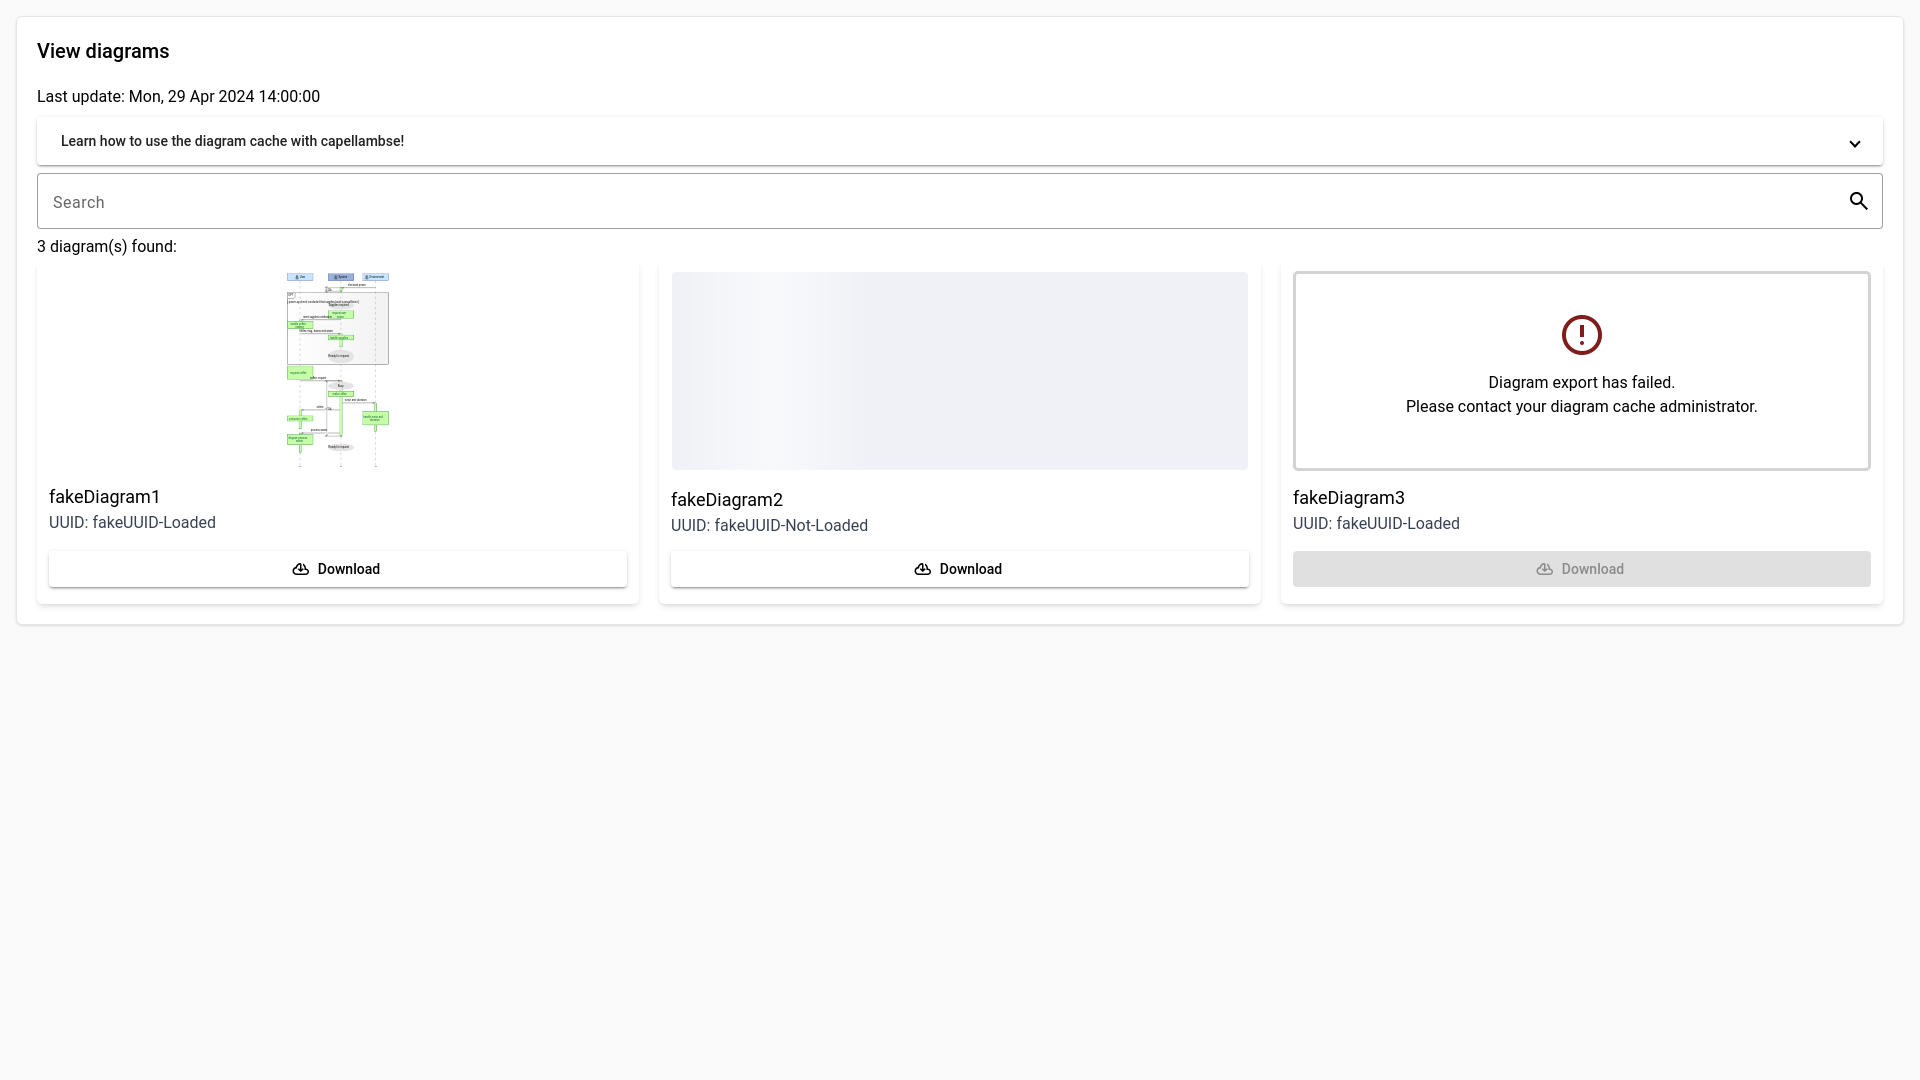 View diagrams
Last update: Mon, 29 Apr 2024 14:00:00
Learn how to use the diagram cache with capellambse!
Search
3 diagram(s) found:
Diagram export has failed.
Please contact your diagram cache administrator.
fakeDiagram1
UUID: fakeUUID-Loaded
Download
fakeDiagram2
UUID: fakeUUID-Not-Loaded
Download
fakeDiagram3
UUID: fakeUUID-Loaded
Download